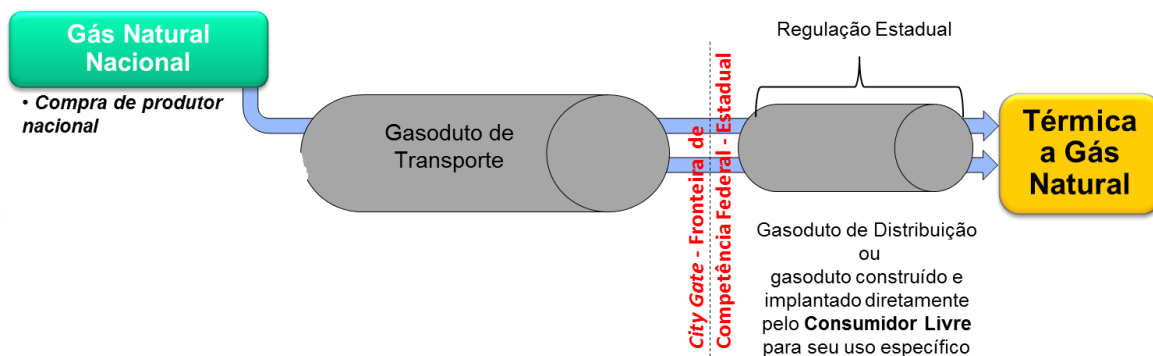 Gás Natural
Nacional
• Compra de produtor
nacional
Gasoduto de
Transporte
City Gate - Fronteira de
Competência Federal - Estadual
Regulação Estadual
Gasoduto de Distribuição
ou
gasoduto construído e
implantado diretamente
pelo Consumidor Livre
para seu uso específico
Térmica
a Gás
Natural